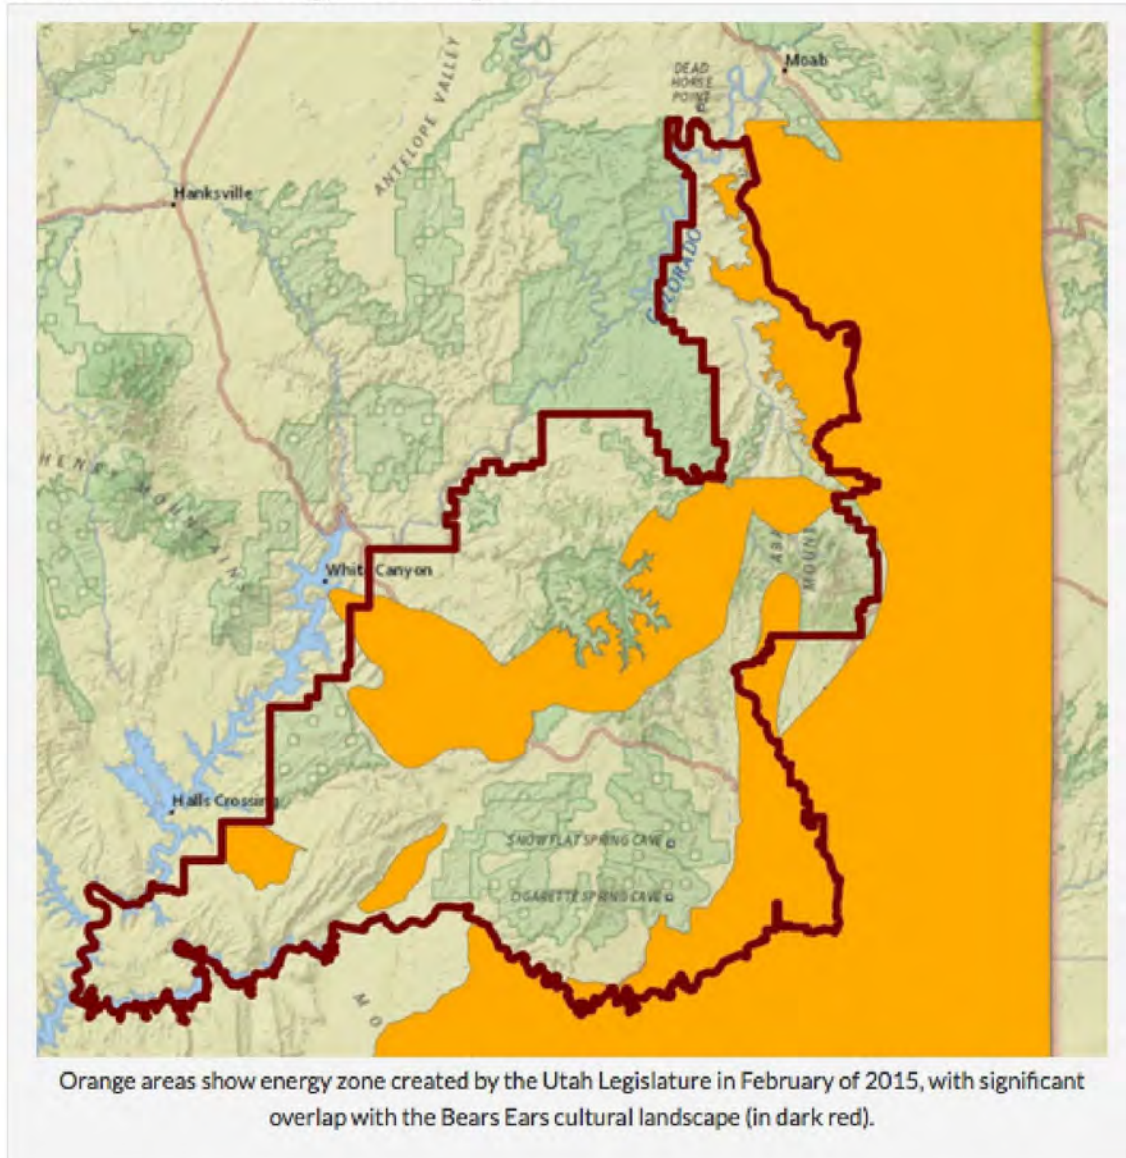 Moab
DEAD
HORSE
POINT
ANTELOPE VALLEY
Hanksville
COLORADO
HENRY MOUNTAINS
ABA
MOUN
White Canyon
Halls Crossing
SNOW FLAT SPRING CAVE
CIGARETTE SPRING CAVE
M O
Orange areas show energy zone created by the Utah Legislature in February of 2015, with significant
overlap with the Bears Ears cultural landscape (in dark red).